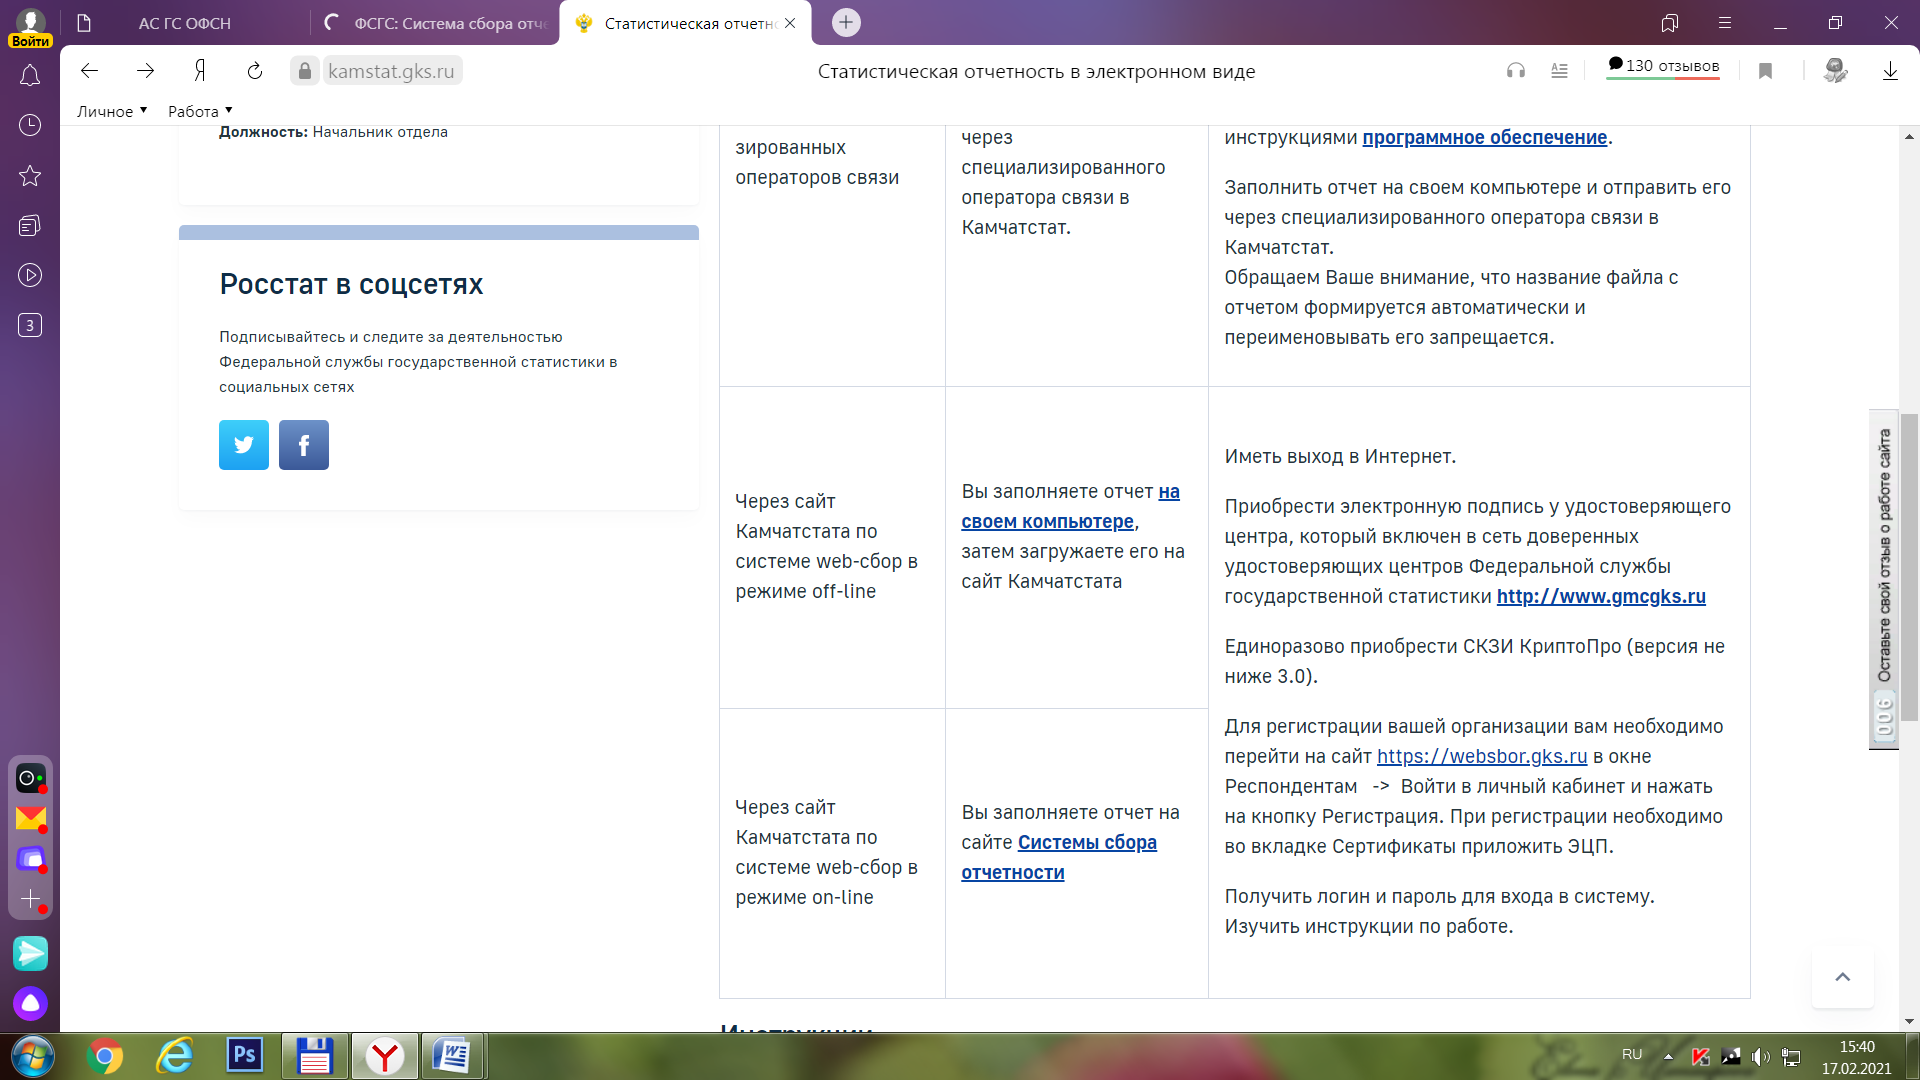 АС ГС ОФСН
ФСГС: Система сбора отче
Статистическая отчетнс
Войти
kamstat.gks.ru
Статистическая отчетность в электронном виде
130 отзывов
Личное
Работа
Должность: Начальник отдела
Росстат в соцсетях
Подписывайтесь и следите за деятельностью
Федеральной службы государственной статистики в
социальных сетях
зированных
операторов связи
через
специализированного
оператора связи в
Камчатстат.
инструкциями программное обеспечение.
Заполнить отчет на своем компьютере и отправить его
через специализированного оператора связи в
Камчатстат.
Обращаем Ваше внимание, что название файла с
отчетом формируется автоматически и
переименовывать его запрещается.
Через сайт
Камчатстата по
системе web-сбор в
режиме off-line
Вы заполняете отчет на
своем компьютере,
затем загружаете его на
сайт Камчатстата
Иметь выход в Интернет.
Приобрести электронную подпись у удостоверяющего
центра, который включен в сеть доверенных
удостоверяющих центров Федеральной службы
государственной статистики http://www.gmcgks.ru
Единоразово приобрести СКЗИ КриптоПро (версия не
ниже 3.0).
Для регистрации вашей организации вам необходимо
перейти на сайт https://websbor.gks.ru в окне
Респондентам -> Войти в личный кабинет и нажать
на кнопку Регистрация. При регистрации необходимо
во вкладке Сертификаты приложить ЭЦП.
Получить логин и пароль для входа в систему.
Изучить инструкции по работе.
Через сайт
Камчатстата по
системе web-сбор в
режиме on-line
Вы заполняете отчет на
сайте Системы сбора
отчетности
Инструкции
Оставьте свой отзыв о работе сайта
3
Ps
RU
15:40
17.02.2021